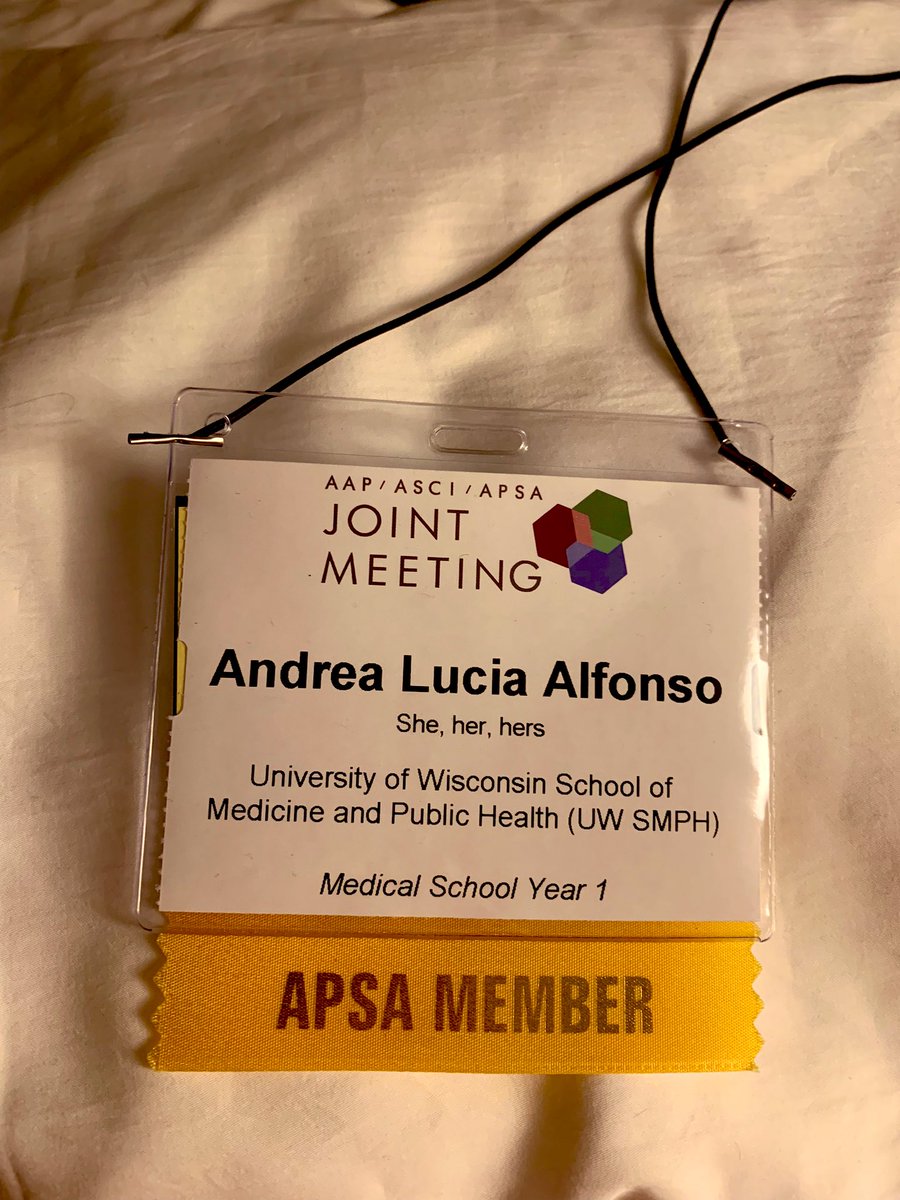 AAP/ASCI/APSA
JOINT
MEETING
Andrea Lucia Alfonso
She, her, hers
University of Wisconsin School of
Medicine and Public Health (UW SMPH)
Medical School Year 1
APSA MEMBER